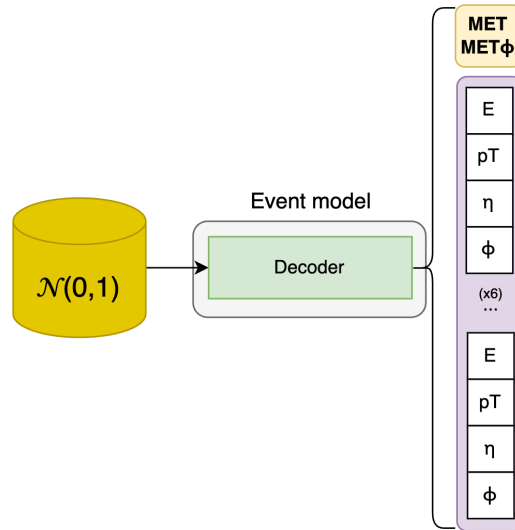 MET
METϕ
E
pT
η
ϕ
(x6)
...
E
pT
η
ϕ
Event model
Decoder
𝒩(0,1)